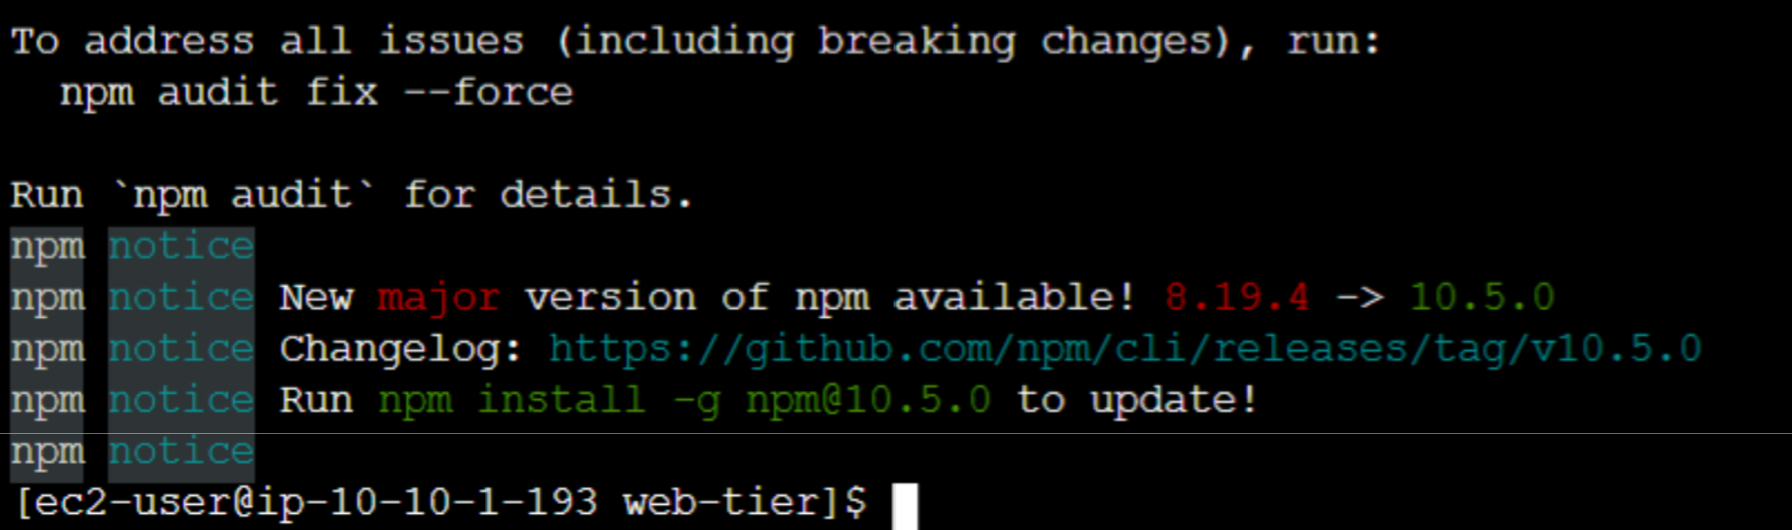 To address all issues (including breaking changes), run:
  npm audit fix --force

Run `npm audit` for details.
npm notice
npm notice New major version of npm available! 8.19.4 -> 10.5.0
npm notice Changelog: https://github.com/npm/cli/releases/tag/v10.5.0
npm notice Run npm install -g npm@10.5.0 to update!
npm notice
[ec2-user@ip-10-10-1-193 web-tier]$